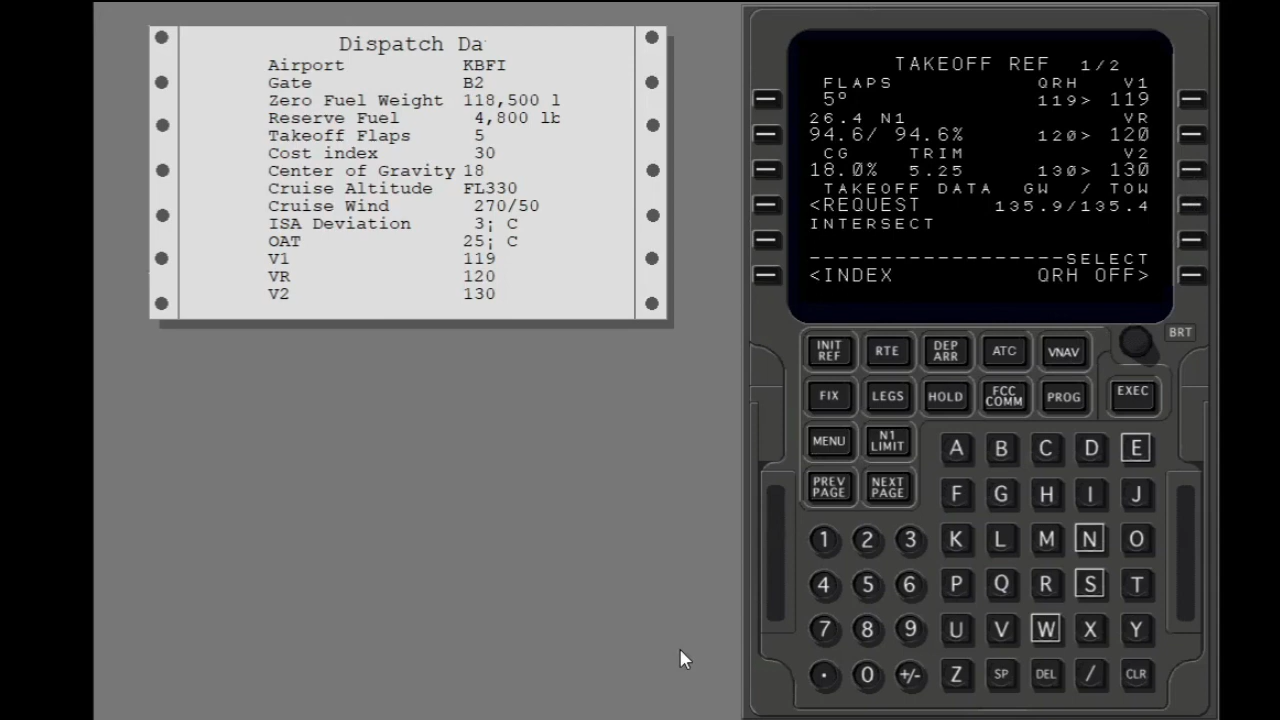 Dispatch Da
Airport KBFI
Gate B2
Zero Fuel Weight 118,500 l
Reserve Fuel 4,800 lb
Takeoff Flaps 5
Cost index 30
Center of Gravity 18
Cruise Altitude FL330
Cruise Wind 270/50
ISA Deviation 3; C
OAT 25; C
V1 119
VR 120
V2 130
TAKEOFF REF 1/2
FLAPS QRH V1
5° 119> 119
26.4 N1 VR
94.6/ 94.6% 120> 120
CG TRIM V2
18.0% 5.25 130> 130
TAKEOFF DATA GW / TOW
<REQUEST 135.9/135.4
INTERSECT
--------------------SELECT
<INDEX QRH OFF>
BRT
INIT REF RTE DEP ARR ATC VNAV
FIX LEGS HOLD FCC COMM PROG EXEC
MENU N1 LIMIT
PREV PAGE NEXT PAGE
A B C D E
F G H I J
1 2 3 K L M N O
4 5 6 P Q R S T
7 8 9 U V W X Y
. 0 +/- Z SP DEL / CLR